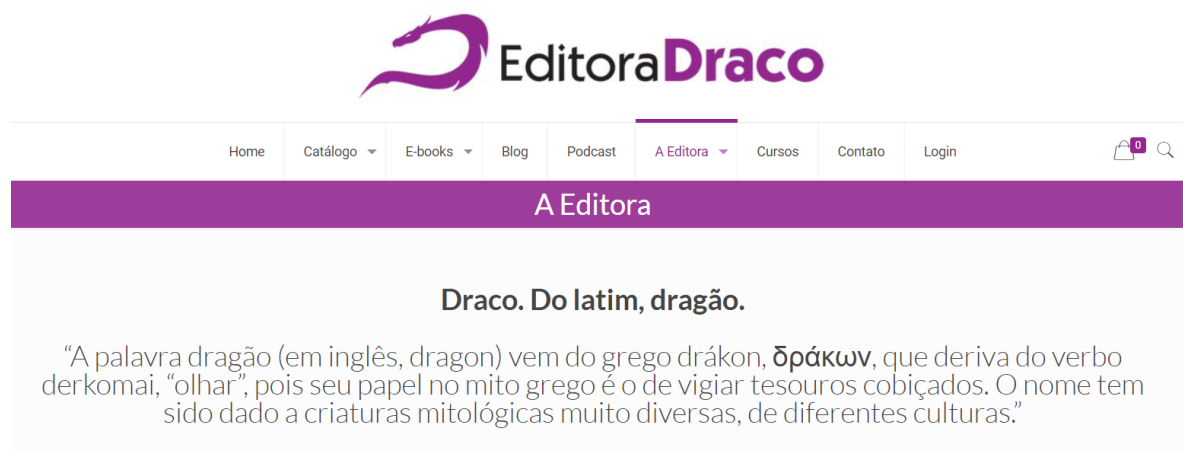 EditoraDraco
Home Catálogo E-books Blog Podcast A Editora Cursos Contato Login 0
A Editora
Draco. Do latim, dragão.
“A palavra dragão (em inglês, dragon) vem do grego drákon, δράκων, que deriva do verbo
derkomai, “olhar”, pois seu papel no mito grego é o de vigiar tesouros cobiçados. O nome tem
sido dado a criaturas mitológicas muito diversas, de diferentes culturas.”